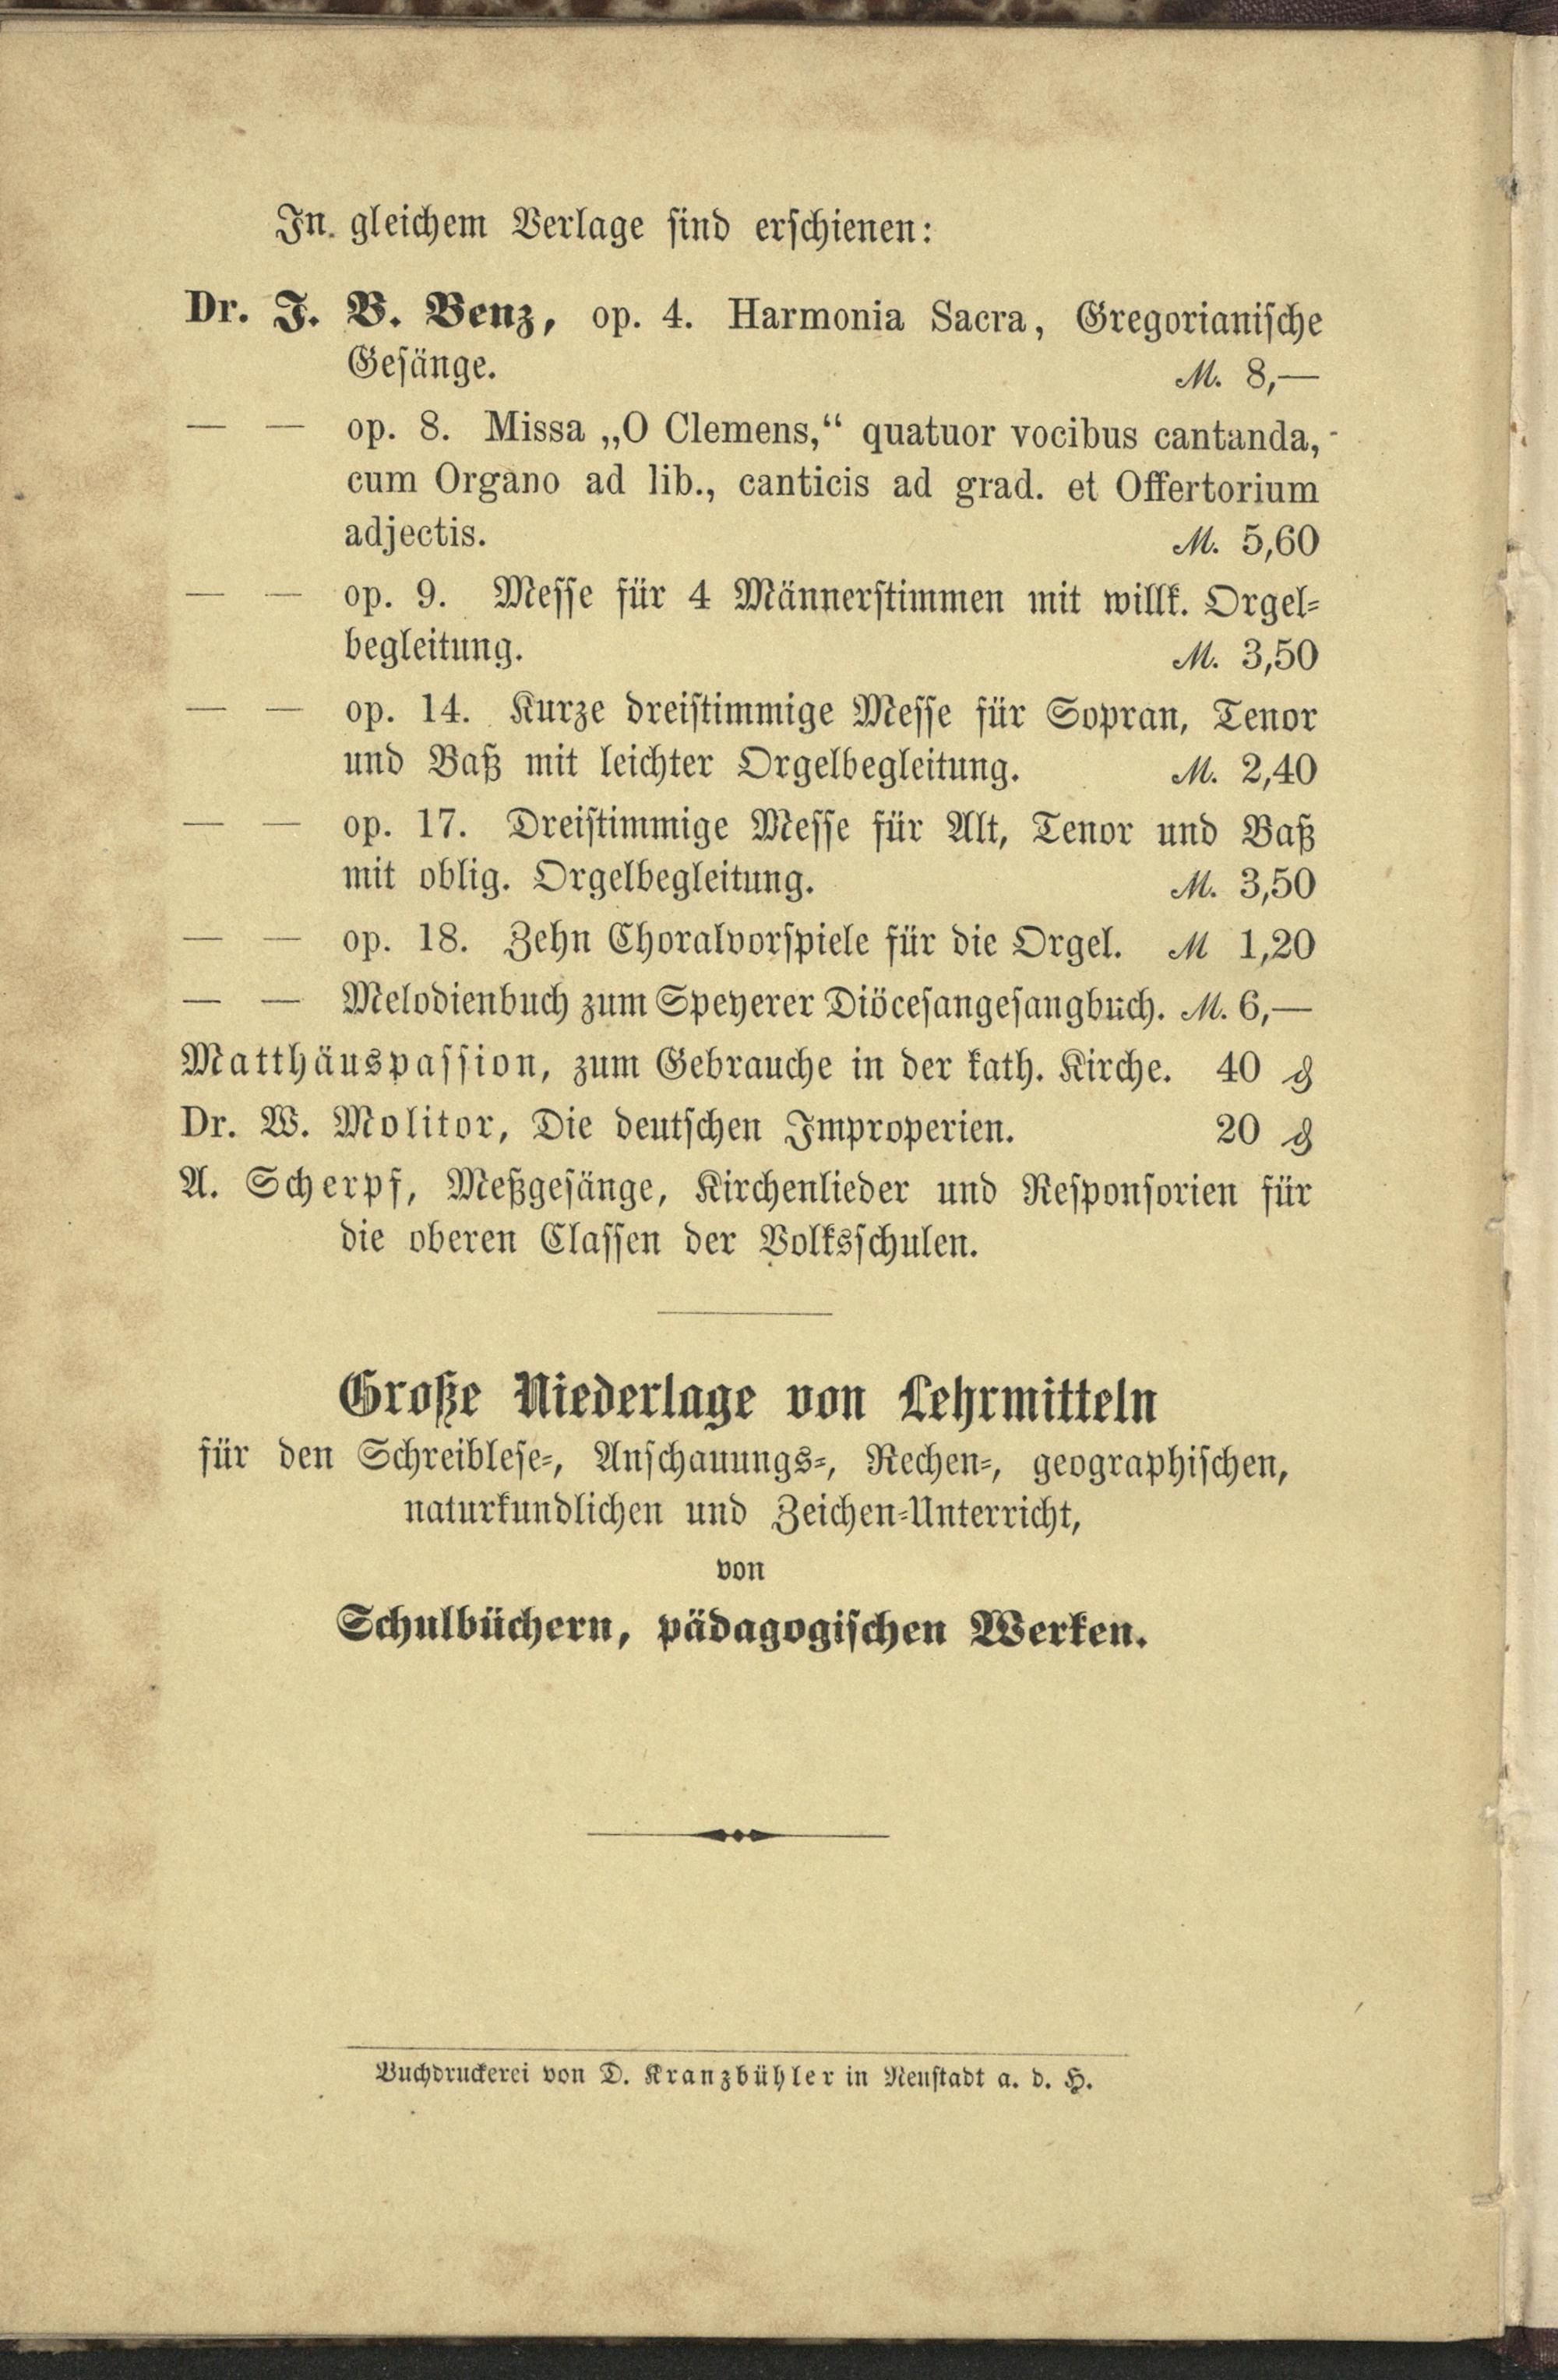 In gleichem Verlage sind erschienen:
Dr. J. B. Benz, op. 4. Harmonia Sacra, Gregorianische
Gesänge. M. 8,—
— — op. 8. Missa „O Clemens,“ quatuor vocibus cantanda,
cum Organo ad lib., canticis ad grad. et Offertorium
adjectis. M. 5,60
— — op. 9. Messe für 4 Männerstimmen mit willk. Orgel-
begleitung. M. 3,50
— — op. 14. Kurze dreistimmige Messe für Sopran, Tenor
und Baß mit leichter Orgelbegleitung. M. 2,40
— — op. 17. Dreistimmige Messe für Alt, Tenor und Baß
mit oblig. Orgelbegleitung. M. 3,50
— — op. 18. Zehn Choralvorspiele für die Orgel. M 1,20
— — Melodienbuch zum Speyerer Diöcesangesangbuch. M. 6,—
Matthäuspassion, zum Gebrauche in der kath. Kirche. 40 ₰
Dr. W. Molitor, Die deutschen Improperien. 20 ₰
A. Scherpf, Meßgesänge, Kirchenlieder und Responsorien für
die oberen Classen der Volksschulen.
Große Niederlage von Lehrmitteln
für den Schreiblese-, Anschauungs-, Rechen-, geographischen,
naturkundlichen und Zeichen-Unterricht,
von
Schulbüchern, pädagogischen Werken.
Buchdruckerei von D. Kranzbühler in Neustadt a. d. H.